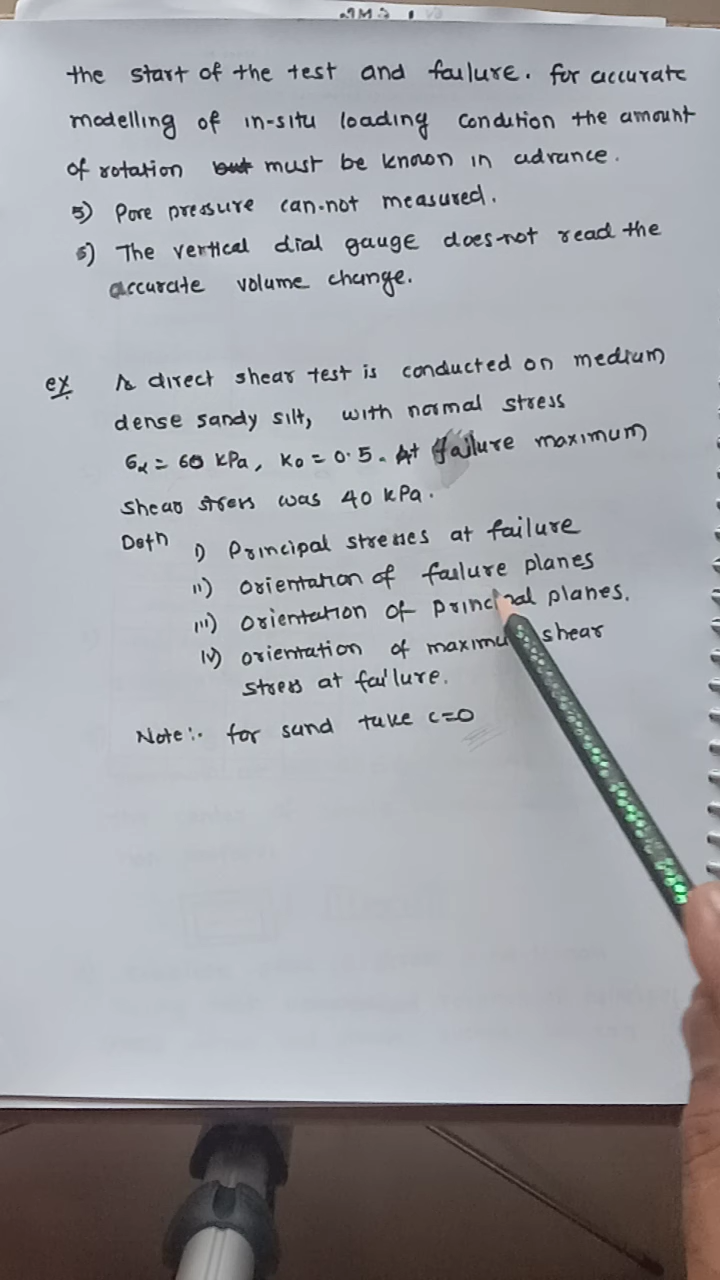 the start of the test and failure. for accurate
modelling of in-situ loading condition the amount
of rotation must be known in advance.
5) Pore pressure can-not measured.
6) The vertical dial gauge does-not read the
accurate volume change.
ex A direct shear test is conducted on medium
dense sandy silt, with normal stress
kPa, K0 = 0.5. At failure maximum
shear stress was 40 kPa.
Detn i) Principal stresses at failure
ii) orientation of failure planes
iii) orientation of principal planes.
iv) orientation of maximum shear
stress at failure.
Note:- for sand take c=0